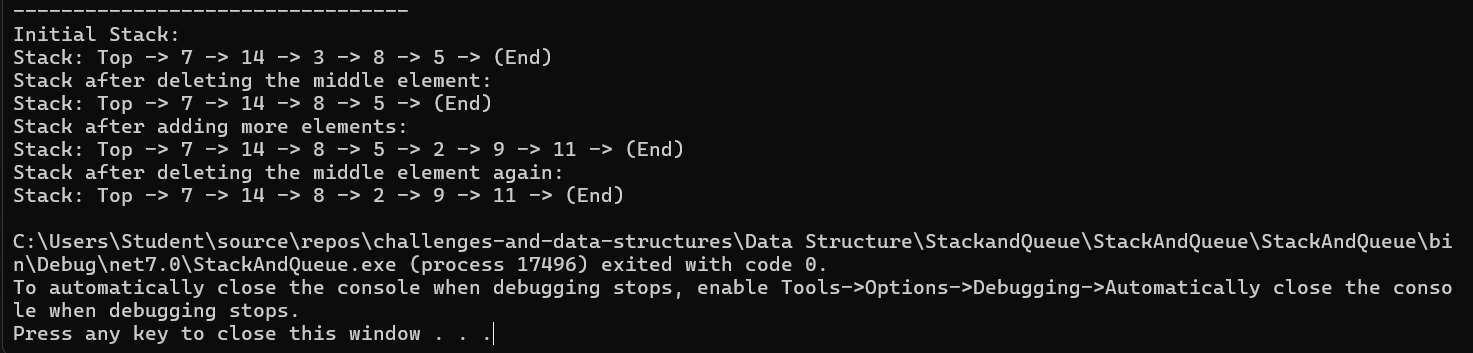 ---------------------------------
Initial Stack:
Stack: Top -> 7 -> 14 -> 3 -> 8 -> 5 -> (End)
Stack after deleting the middle element:
Stack: Top -> 7 -> 14 -> 8 -> 5 -> (End)
Stack after adding more elements:
Stack: Top -> 7 -> 14 -> 8 -> 5 -> 2 -> 9 -> 11 -> (End)
Stack after deleting the middle element again:
Stack: Top -> 7 -> 14 -> 8 -> 2 -> 9 -> 11 -> (End)

C:\Users\Student\source\repos\challenges-and-data-structures\Data Structure\StackandQueue\StackAndQueue\StackAndQueue\bi
n\Debug\net7.0\StackAndQueue.exe (process 17496) exited with code 0.
To automatically close the console when debugging stops, enable Tools->Options->Debugging->Automatically close the conso
le when debugging stops.
Press any key to close this window . . .